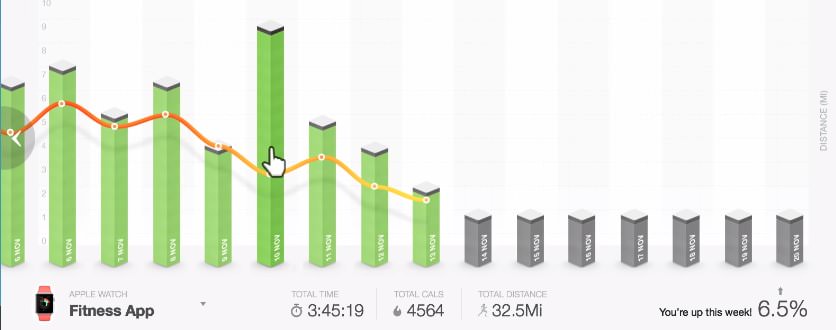 10
9
8
7
6
5
4
3
2
1
0
DISTANCE (MI)
5 NOV
6 NOV
7 NOV
8 NOV
9 NOV
10 NOV
11 NOV
12 NOV
13 NOV
14 NOV
15 NOV
16 NOV
17 NOV
18 NOV
19 NOV
20 NOV
APPLE WATCH
Fitness App
TOTAL TIME
3:45:19
TOTAL CALS
4564
TOTAL DISTANCE
32.5Mi
You're up this week! 6.5%